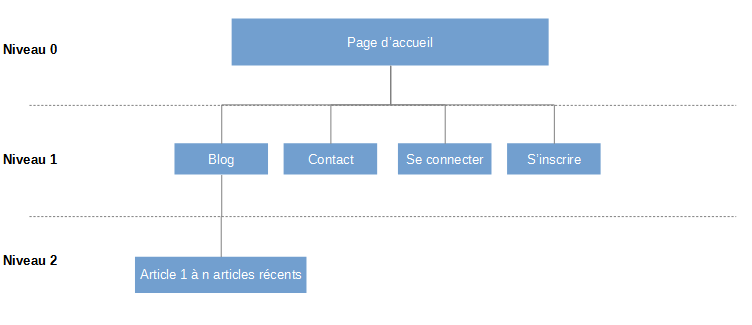 Niveau 0
Page d’accueil
Niveau 1
Blog
Contact
Se connecter
S’inscrire
Niveau 2
Article 1 à n articles récents